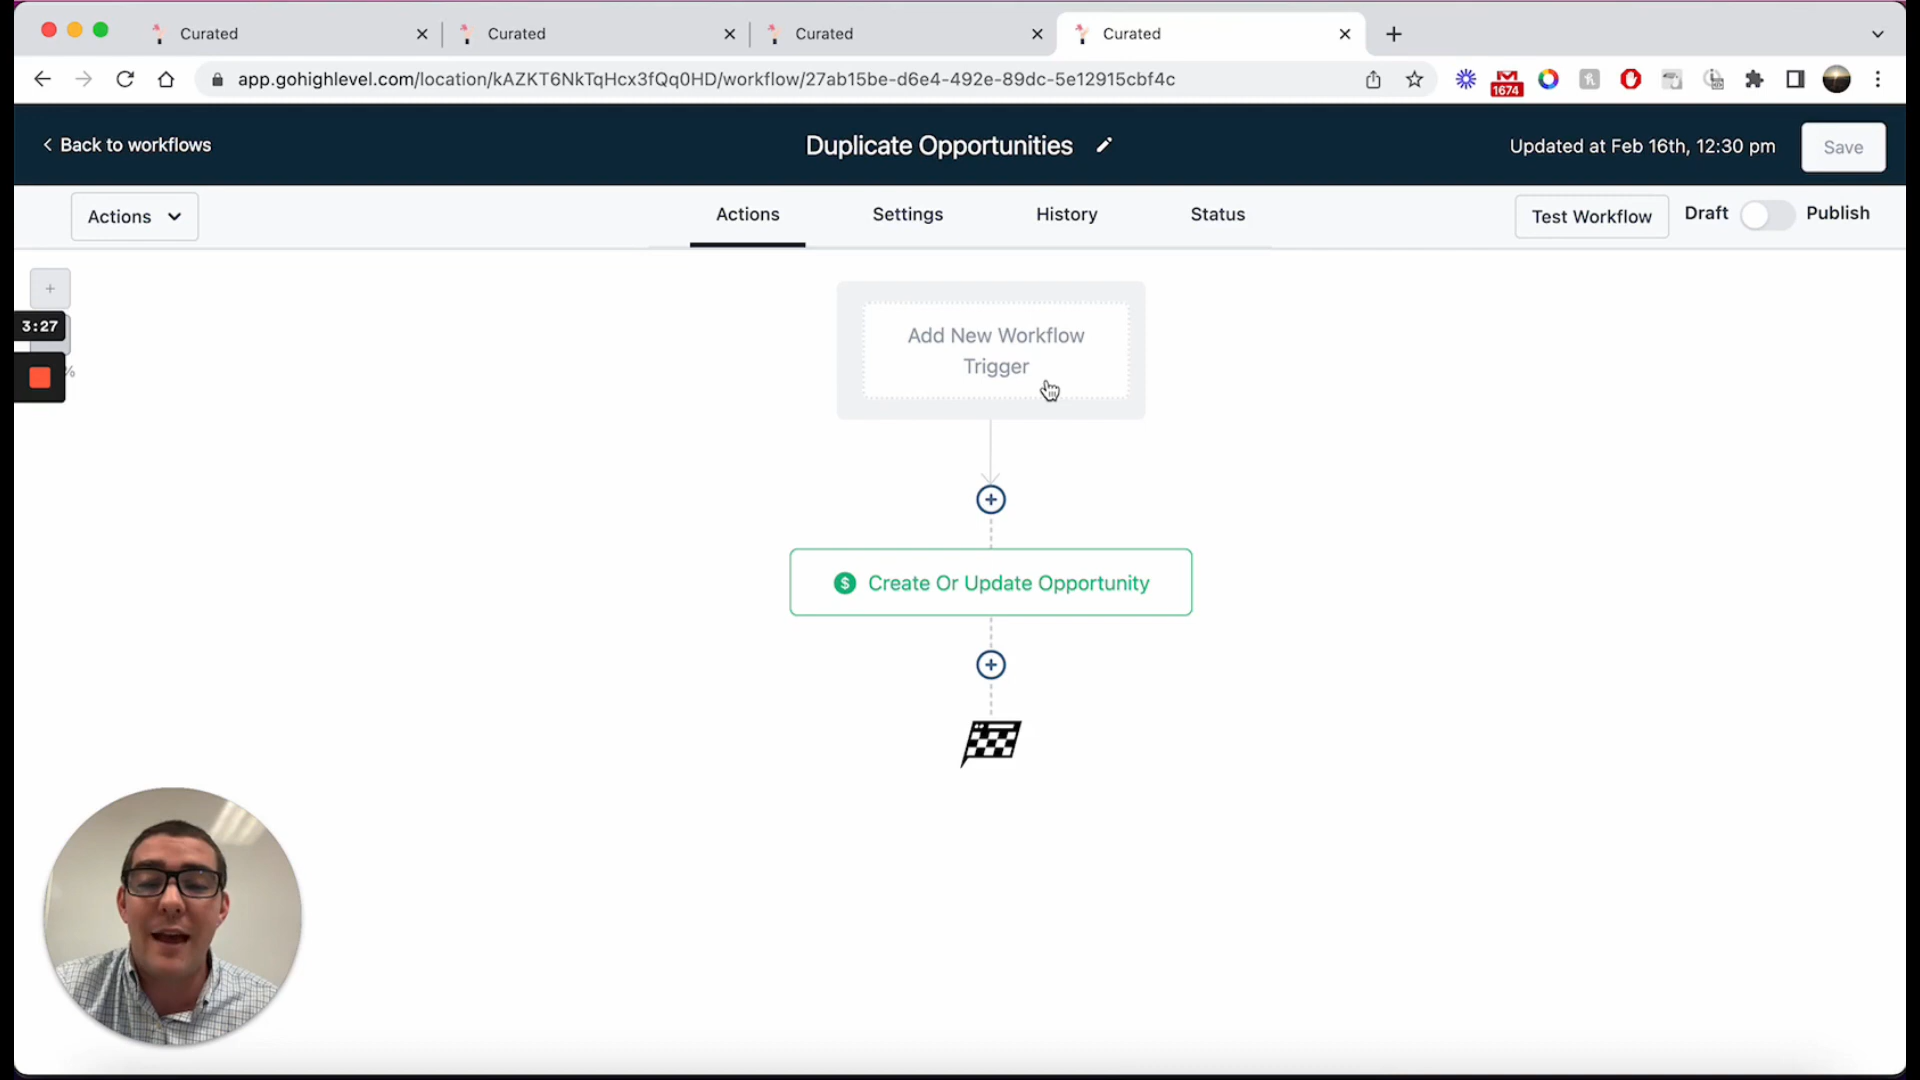 Curated
Curated
Curated
Curated
app.gohighlevel.com/location/kAZKT6NkTqHcx3fQq0HD/workflow/27ab15be-d6e4-492e-89dc-5e12915cbf4c
1674
Back to workflows
Duplicate Opportunities
Updated at Feb 16th, 12:30 pm
Save
Actions
Actions
Settings
History
Status
Test Workflow
Draft
Publish
3:27
%
Add New Workflow
Trigger
$ Create Or Update Opportunity